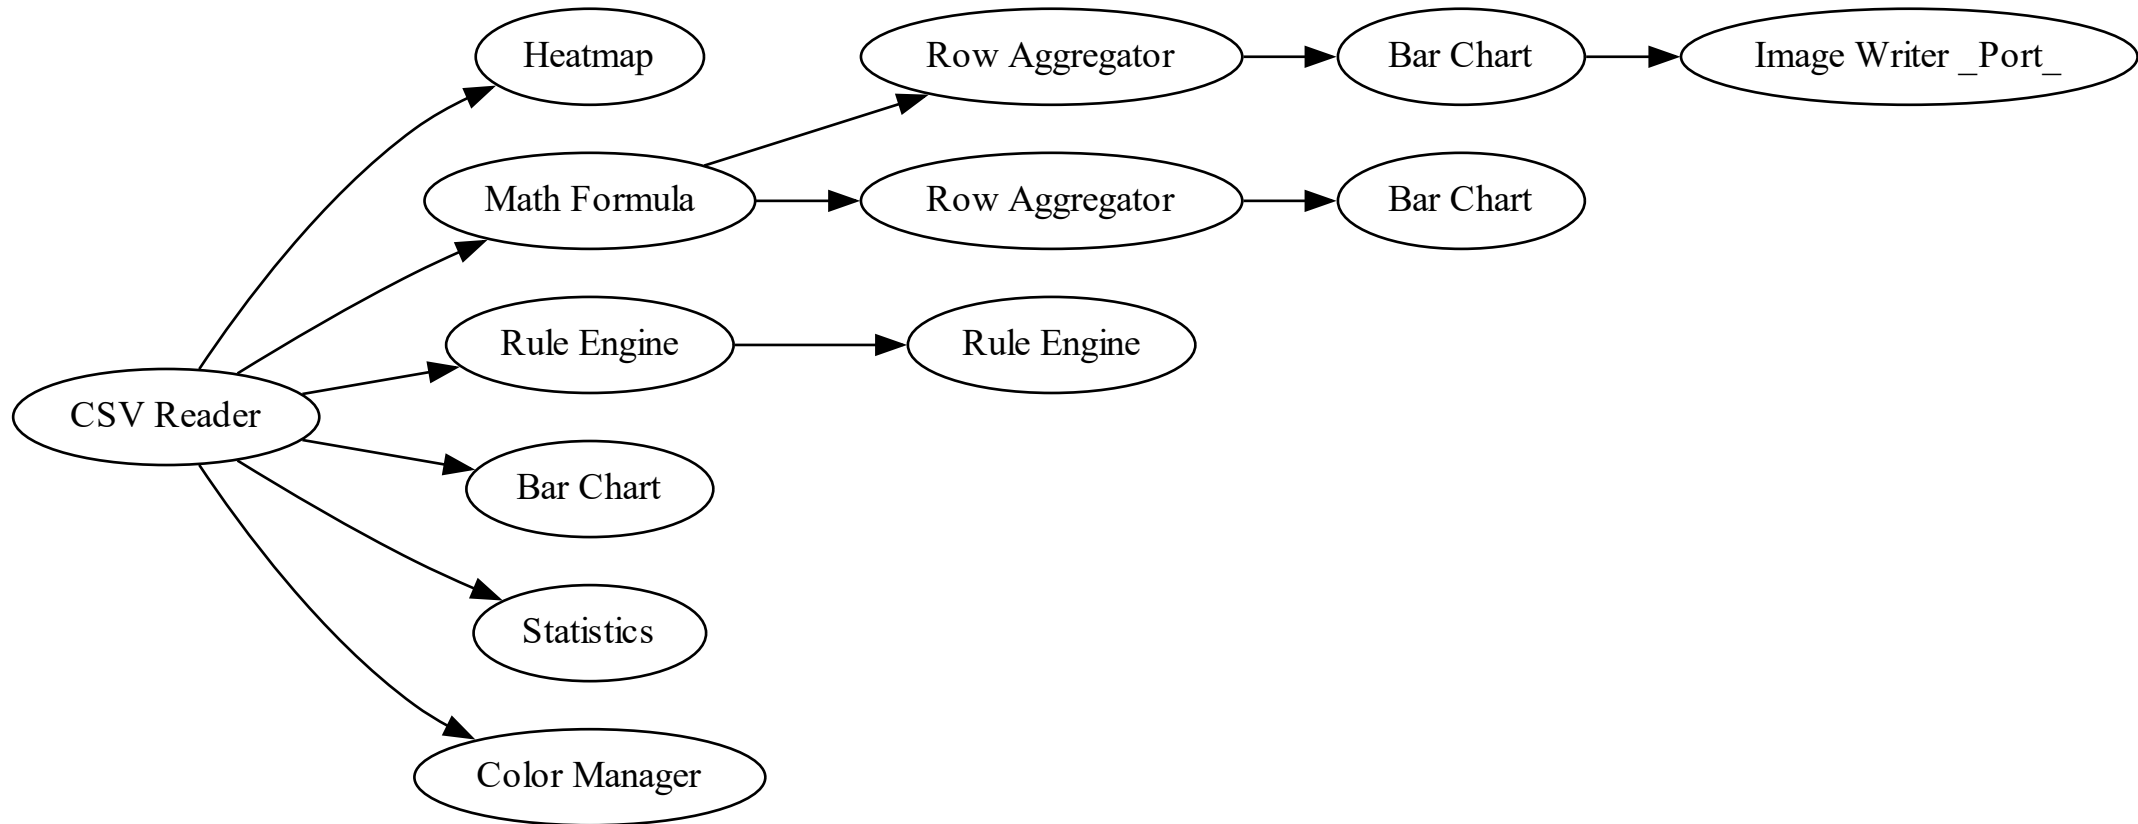 Heatmap
Row Aggregator
Bar Chart
Image Writer _Port_
Math Formula
Row Aggregator
Bar Chart
Rule Engine
Rule Engine
CSV Reader
Bar Chart
Statistics
Color Manager